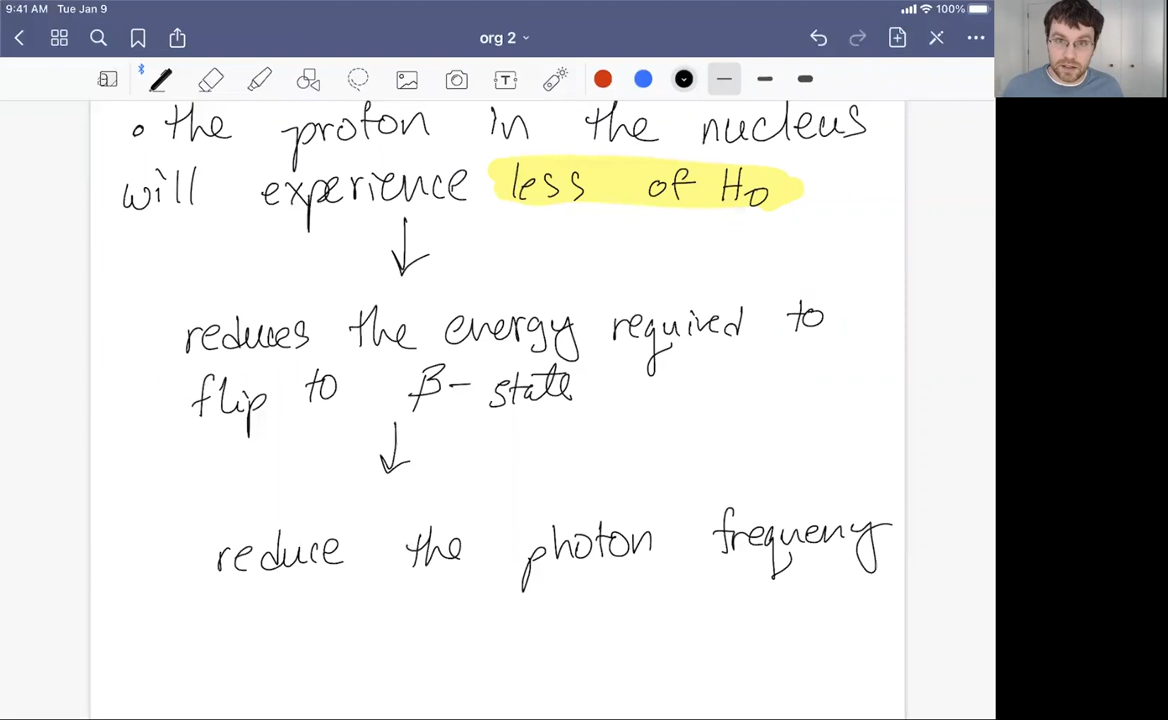 9:41 AM Tue Jan 9
100%
org 2
T
• the proton in the nucleus
will experience less of H0
reduces the energy required to
flip to β-state
reduce the photon frequency